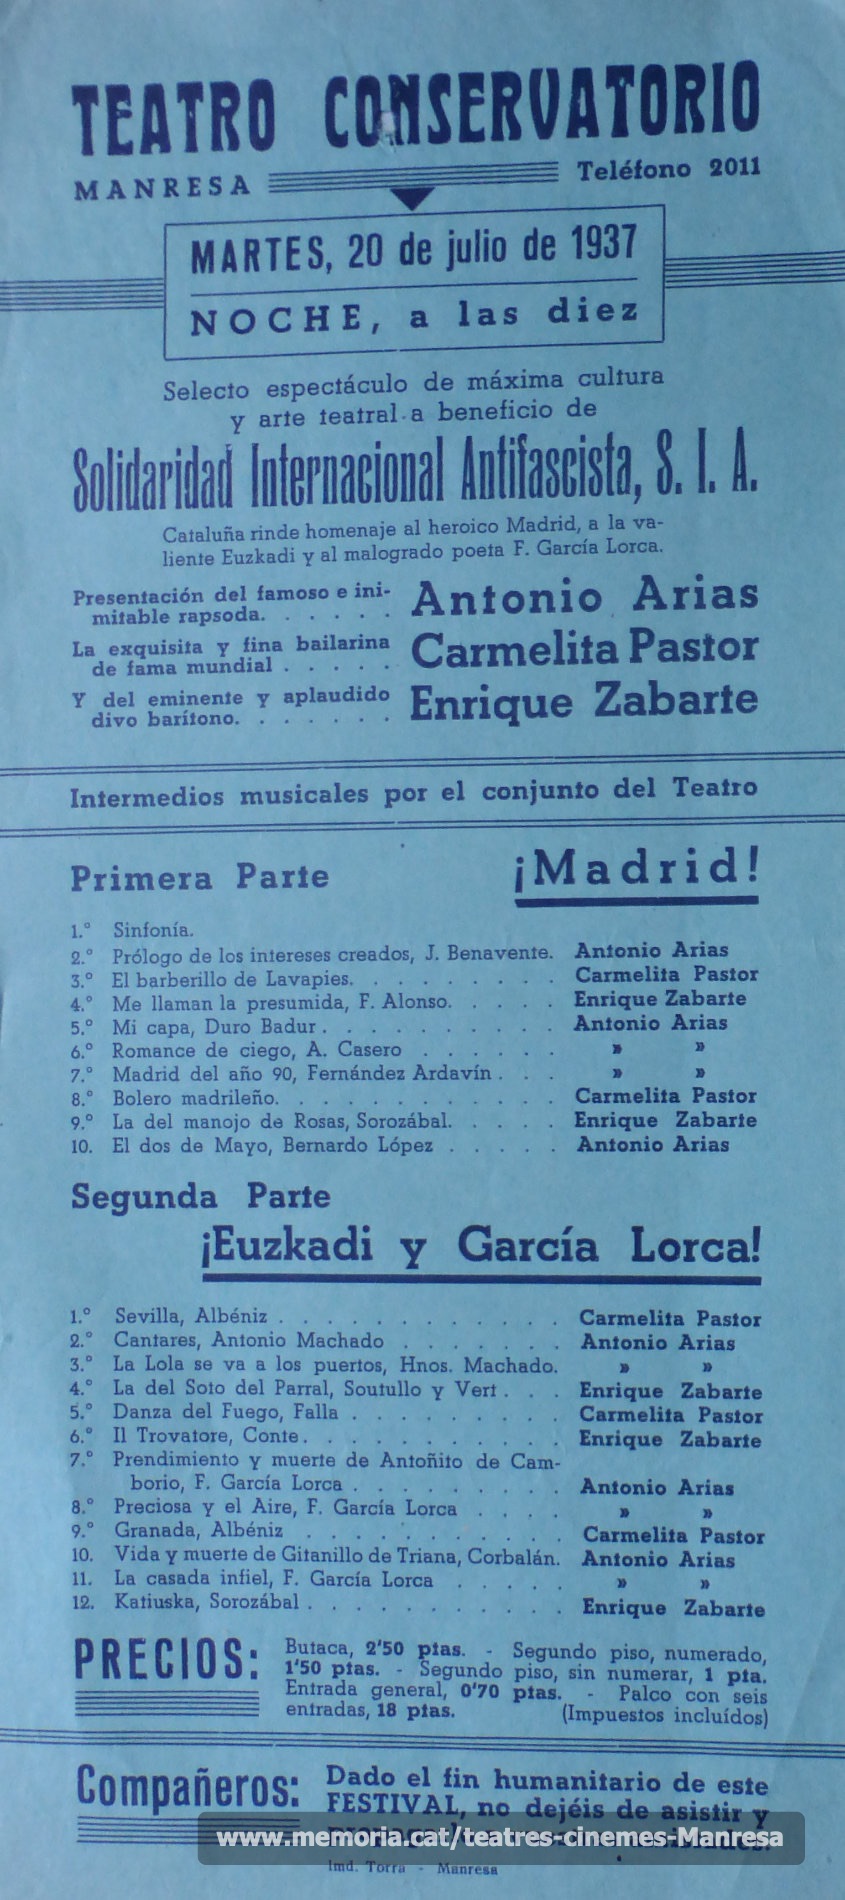 TEATRO CONSERVATORIO
MANRESA Teléfono 2011
MARTES, 20 de julio de 1937
NOCHE, a las diez
Selecto espectáculo de máxima cultura
y arte teatral a beneficio de
Solidaridad Internacional Antifascista, S. I. A.
Cataluña rinde homenaje al heroico Madrid, a la va-
liente Euzkadi y al malogrado poeta F. García Lorca.
Presentación del famoso e ini-
mitable rapsoda. . . . . . Antonio Arias
La exquisita y fina bailarina
de fama mundial . . . . . Carmelita Pastor
Y del eminente y aplaudido
divo barítono. . . . . . . Enrique Zabarte
Intermedios musicales por el conjunto del Teatro
Primera Parte ¡Madrid!
1.º Sinfonía.
2.º Prólogo de los intereses creados, J. Benavente. Antonio Arias
3.º El barberillo de Lavapies. . . . . . . . . . Carmelita Pastor
4.º Me llaman la presumida, F. Alonso. . . . . Enrique Zabarte
5.º Mi capa, Duro Badur . . . . . . . . . . Antonio Arias
6.º Romance de ciego, A. Casero . . . . . . » »
7.º Madrid del año 90, Fernández Ardavín . . . » »
8.º Bolero madrileño. . . . . . . . . . . . Carmelita Pastor
9.º La del manojo de Rosas, Sorozábal. . . . . Enrique Zabarte
10. El dos de Mayo, Bernardo López . . . . . Antonio Arias
Segunda Parte
¡Euzkadi y García Lorca!
1.º Sevilla, Albéniz . . . . . . . . . . . . Carmelita Pastor
2.º Cantares, Antonio Machado . . . . . . . Antonio Arias
3.º La Lola se va a los puertos, Hnos. Machado. » »
4.º La del Soto del Parral, Soutullo y Vert . . . Enrique Zabarte
5.º Danza del Fuego, Falla . . . . . . . . . Carmelita Pastor
6.º Il Trovatore, Conte . . . . . . . . . . . Enrique Zabarte
7.º Prendimiento y muerte de Antoñito de Cam-
borio, F. García Lorca . . . . . . . . . Antonio Arias
8.º Preciosa y el Aire, F. García Lorca . . . . » »
9.º Granada, Albéniz . . . . . . . . . . . Carmelita Pastor
10. Vida y muerte de Gitanillo de Triana, Corbalán. Antonio Arias
11. La casada infiel, F. García Lorca . . . . . » »
12. Katiuska, Sorozábal . . . . . . . . . . . Enrique Zabarte
PRECIOS: Butaca, 2'50 ptas. - Segundo piso, numerado,
1'50 ptas. - Segundo piso, sin numerar, 1 pta.
Entrada general, 0'70 ptas. - Palco con seis
entradas, 18 ptas. (Impuestos incluídos)
Compañeros: Dado el fin humanitario de este
FESTIVAL, no dejéis de asistir y
www.memoria.cat/teatres-cinemes-Manresa
Imd. Torra - Manresa